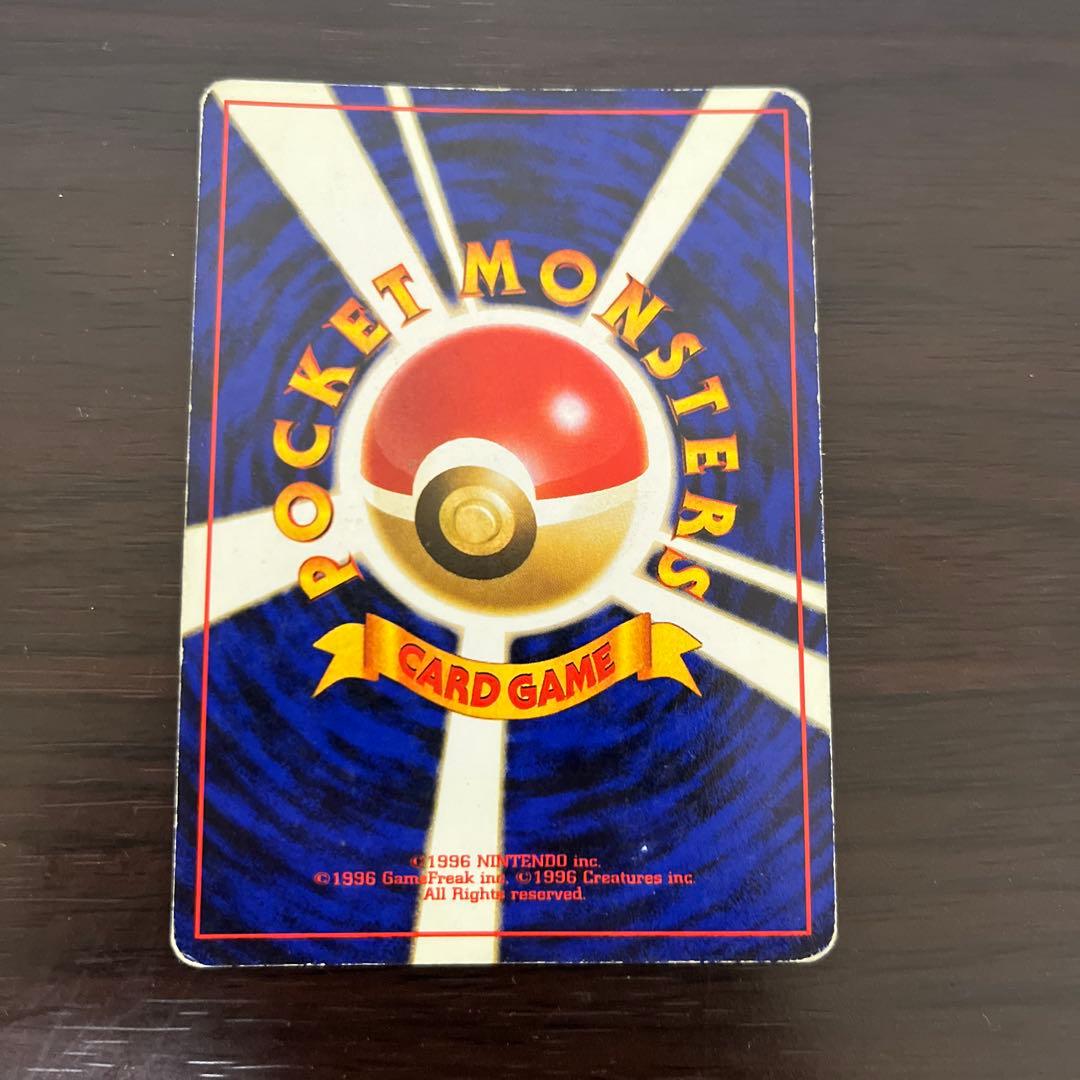 POCKET MONSTERS
CARD GAME
©1996 NINTENDO inc.
©1996 GameFreak inc. ©1996 Creatures inc.
All Rights reserved.